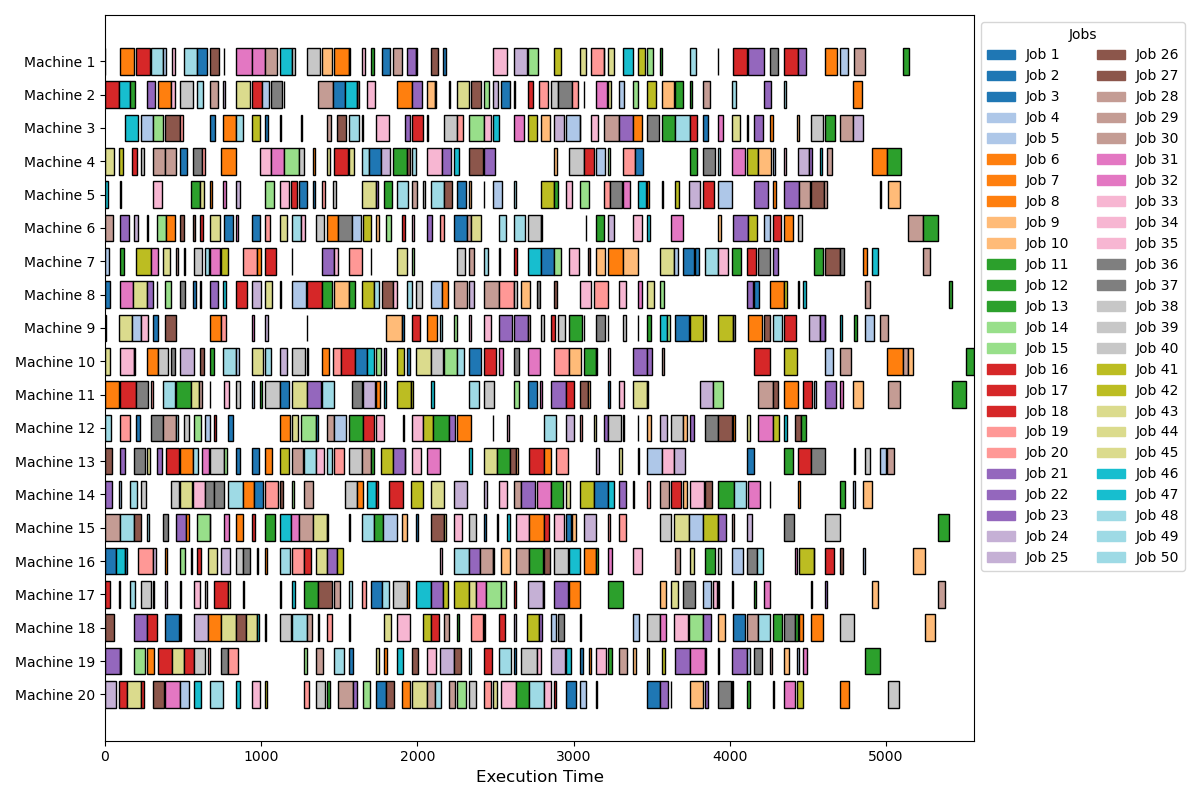 Machine 1
Machine 2
Machine 3
Machine 4
Machine 5
Machine 6
Machine 7
Machine 8
Machine 9
Machine 10
Machine 11
Machine 12
Machine 13
Machine 14
Machine 15
Machine 16
Machine 17
Machine 18
Machine 19
Machine 20
0 1000 2000 3000 4000 5000
Execution Time
Jobs
Job 1 Job 26
Job 2 Job 27
Job 3 Job 28
Job 4 Job 29
Job 5 Job 30
Job 6 Job 31
Job 7 Job 32
Job 8 Job 33
Job 9 Job 34
Job 10 Job 35
Job 11 Job 36
Job 12 Job 37
Job 13 Job 38
Job 14 Job 39
Job 15 Job 40
Job 16 Job 41
Job 17 Job 42
Job 18 Job 43
Job 19 Job 44
Job 20 Job 45
Job 21 Job 46
Job 22 Job 47
Job 23 Job 48
Job 24 Job 49
Job 25 Job 50